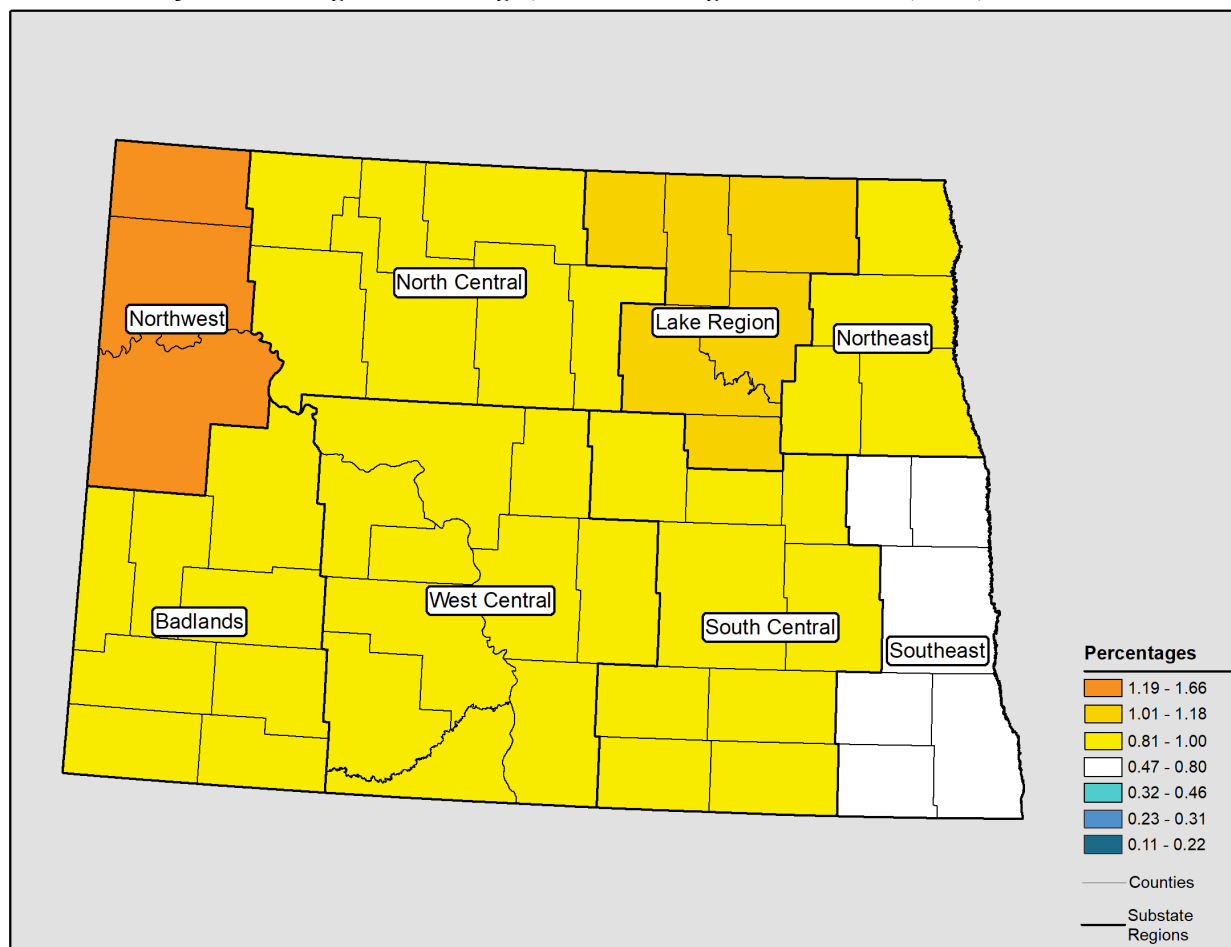 North Central
Northwest
Lake Region
Northeast
West Central
Badlands
South Central
Southeast
Percentages
1.19 - 1.66
1.01 - 1.18
0.81 - 1.00
0.47 - 0.80
0.32 - 0.46
0.23 - 0.31
0.11 - 0.22
Counties
Substate
Regions